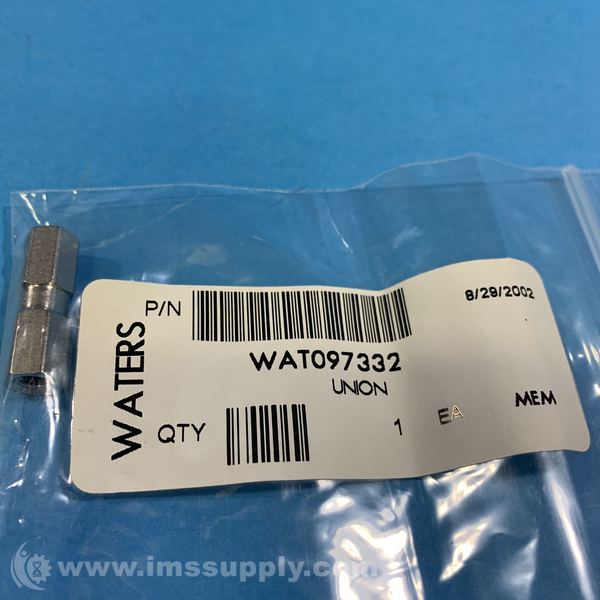 WATERS
P/N
8/29/2002
WAT097332
UNION
QTY 1 EA MEM
www.imssupply.com